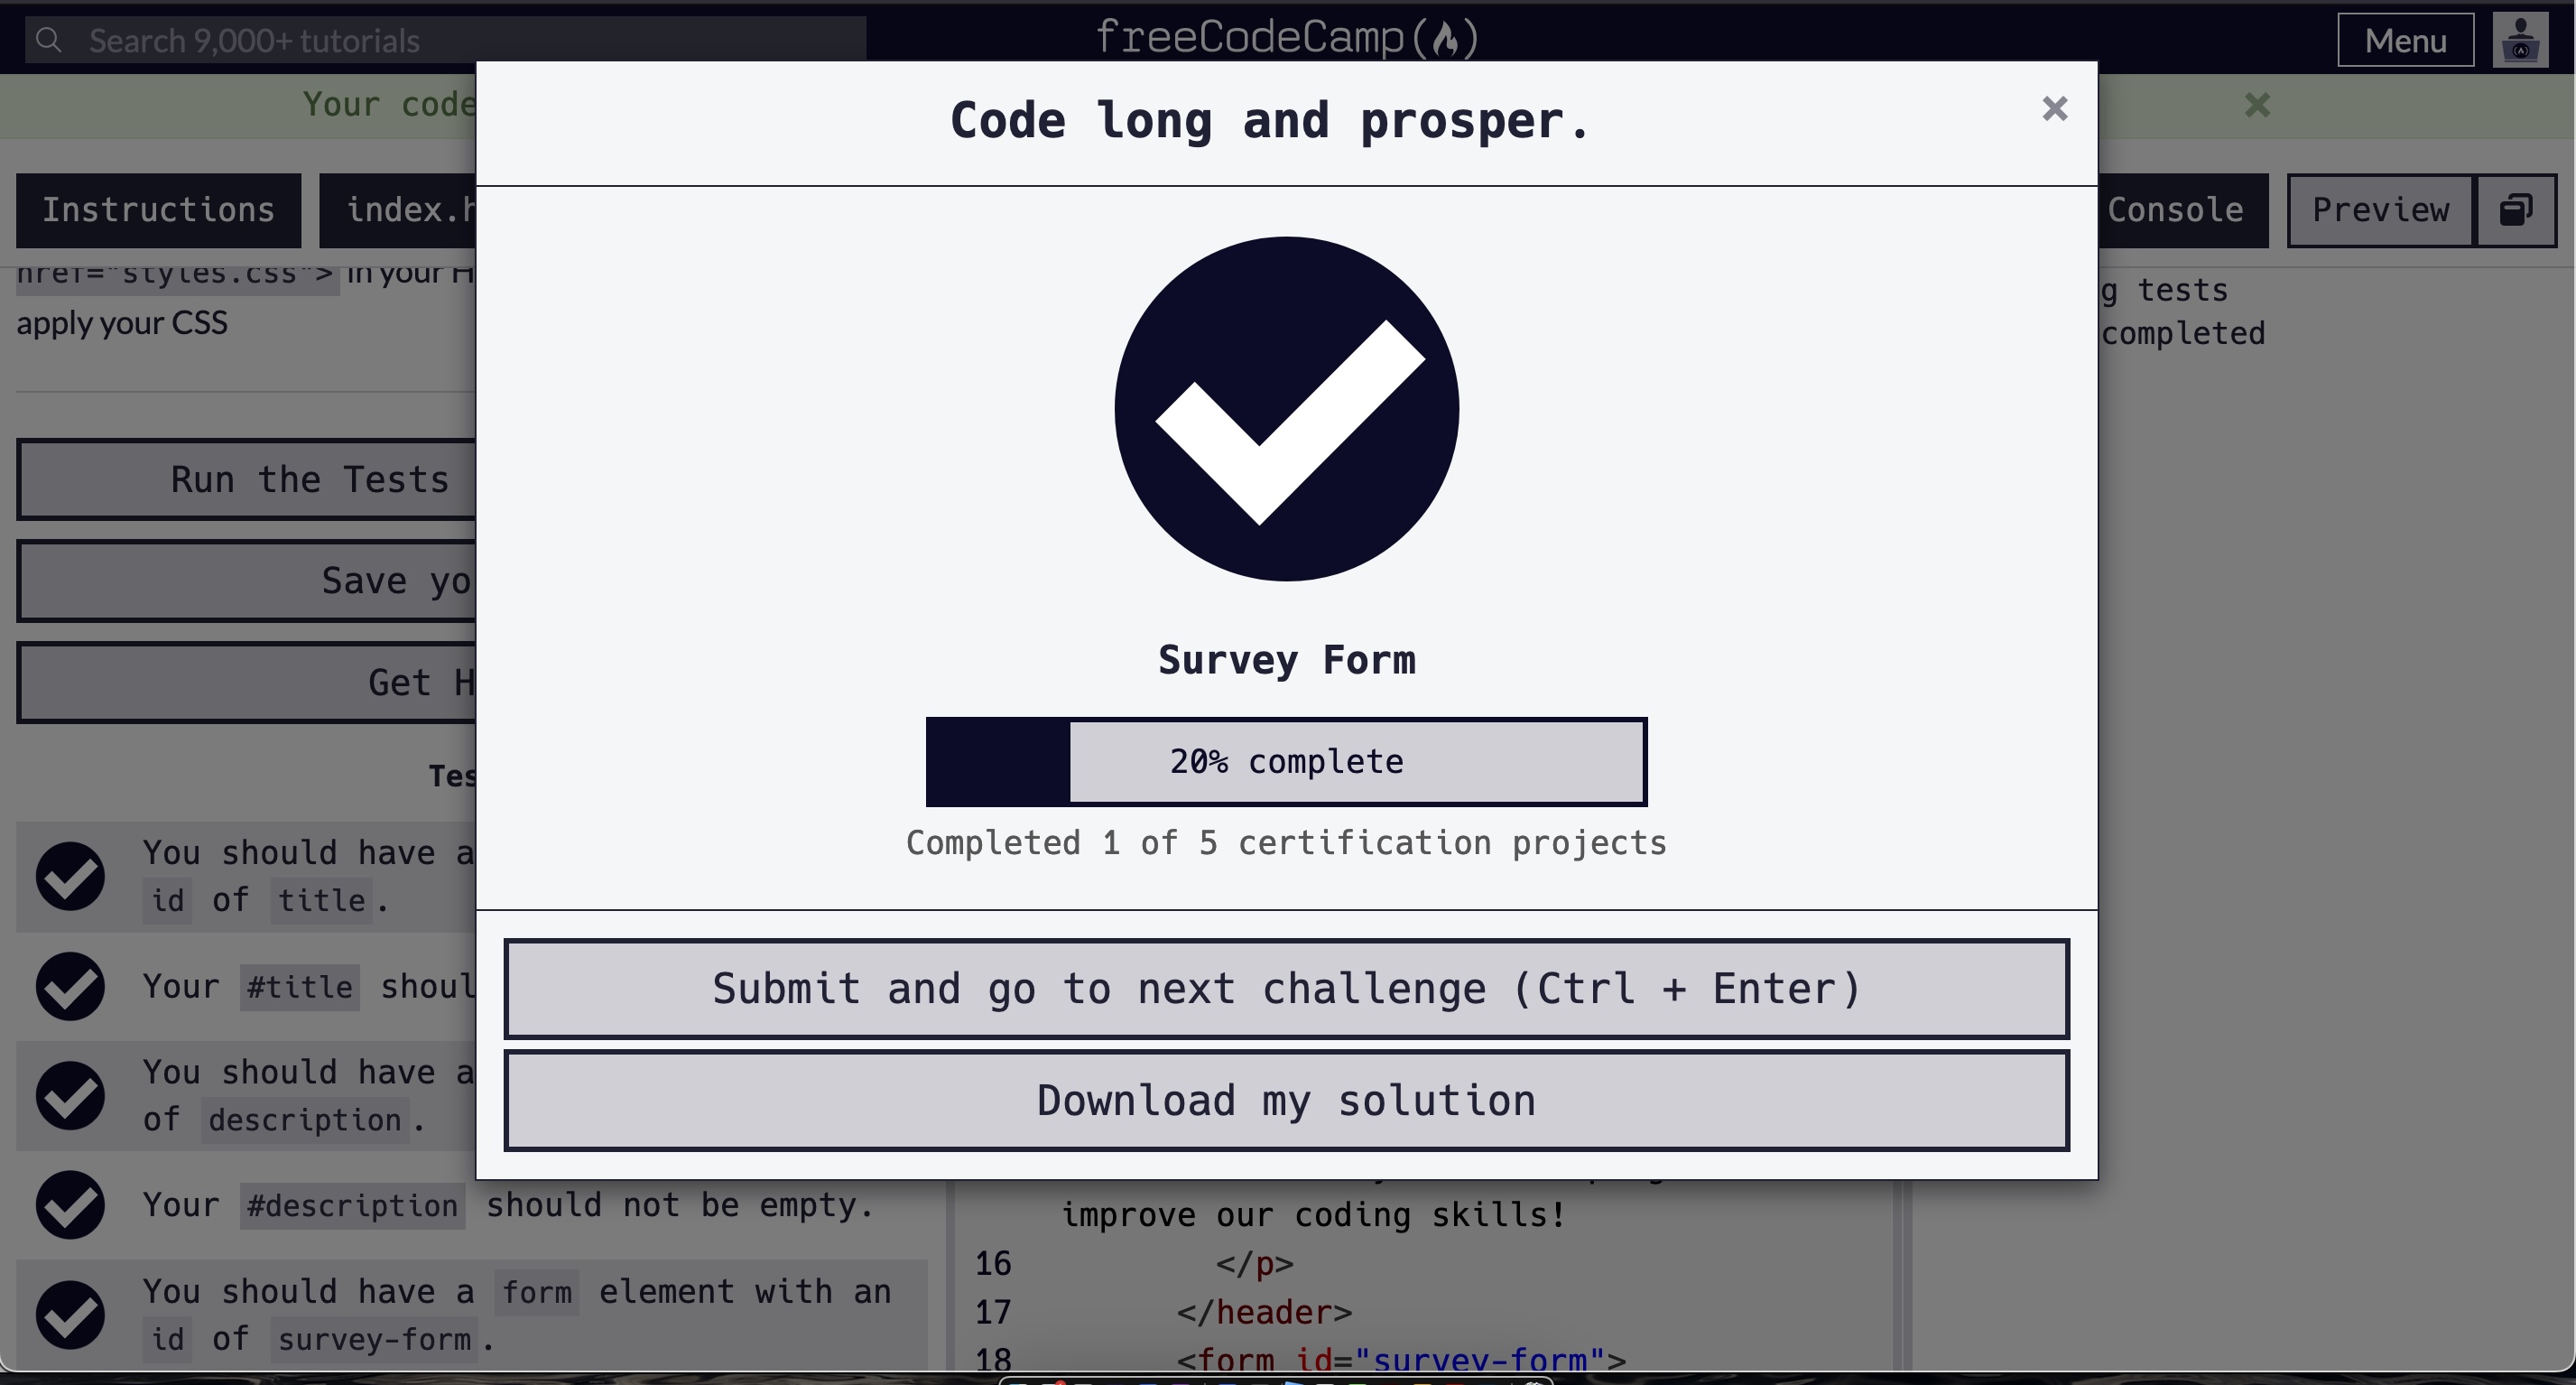 Search 9,000+ tutorials
freeCodeCamp
Menu
Your code
Code long and prosper.
Instructions
index.h
Console
Preview
href="styles.css"> in your H
apply your CSS
g tests
completed
Run the Tests
Save yo
Get H
Survey Form
20% complete
Completed 1 of 5 certification projects
Submit and go to next challenge (Ctrl + Enter)
Download my solution
Tes
You should have a
id of title.
Your #title shoul
You should have a
of description.
Your #description should not be empty.
You should have a form element with an
id of survey-form.
improve our coding skills!
16 </p>
17 </header>
18 <form id="survey-form">